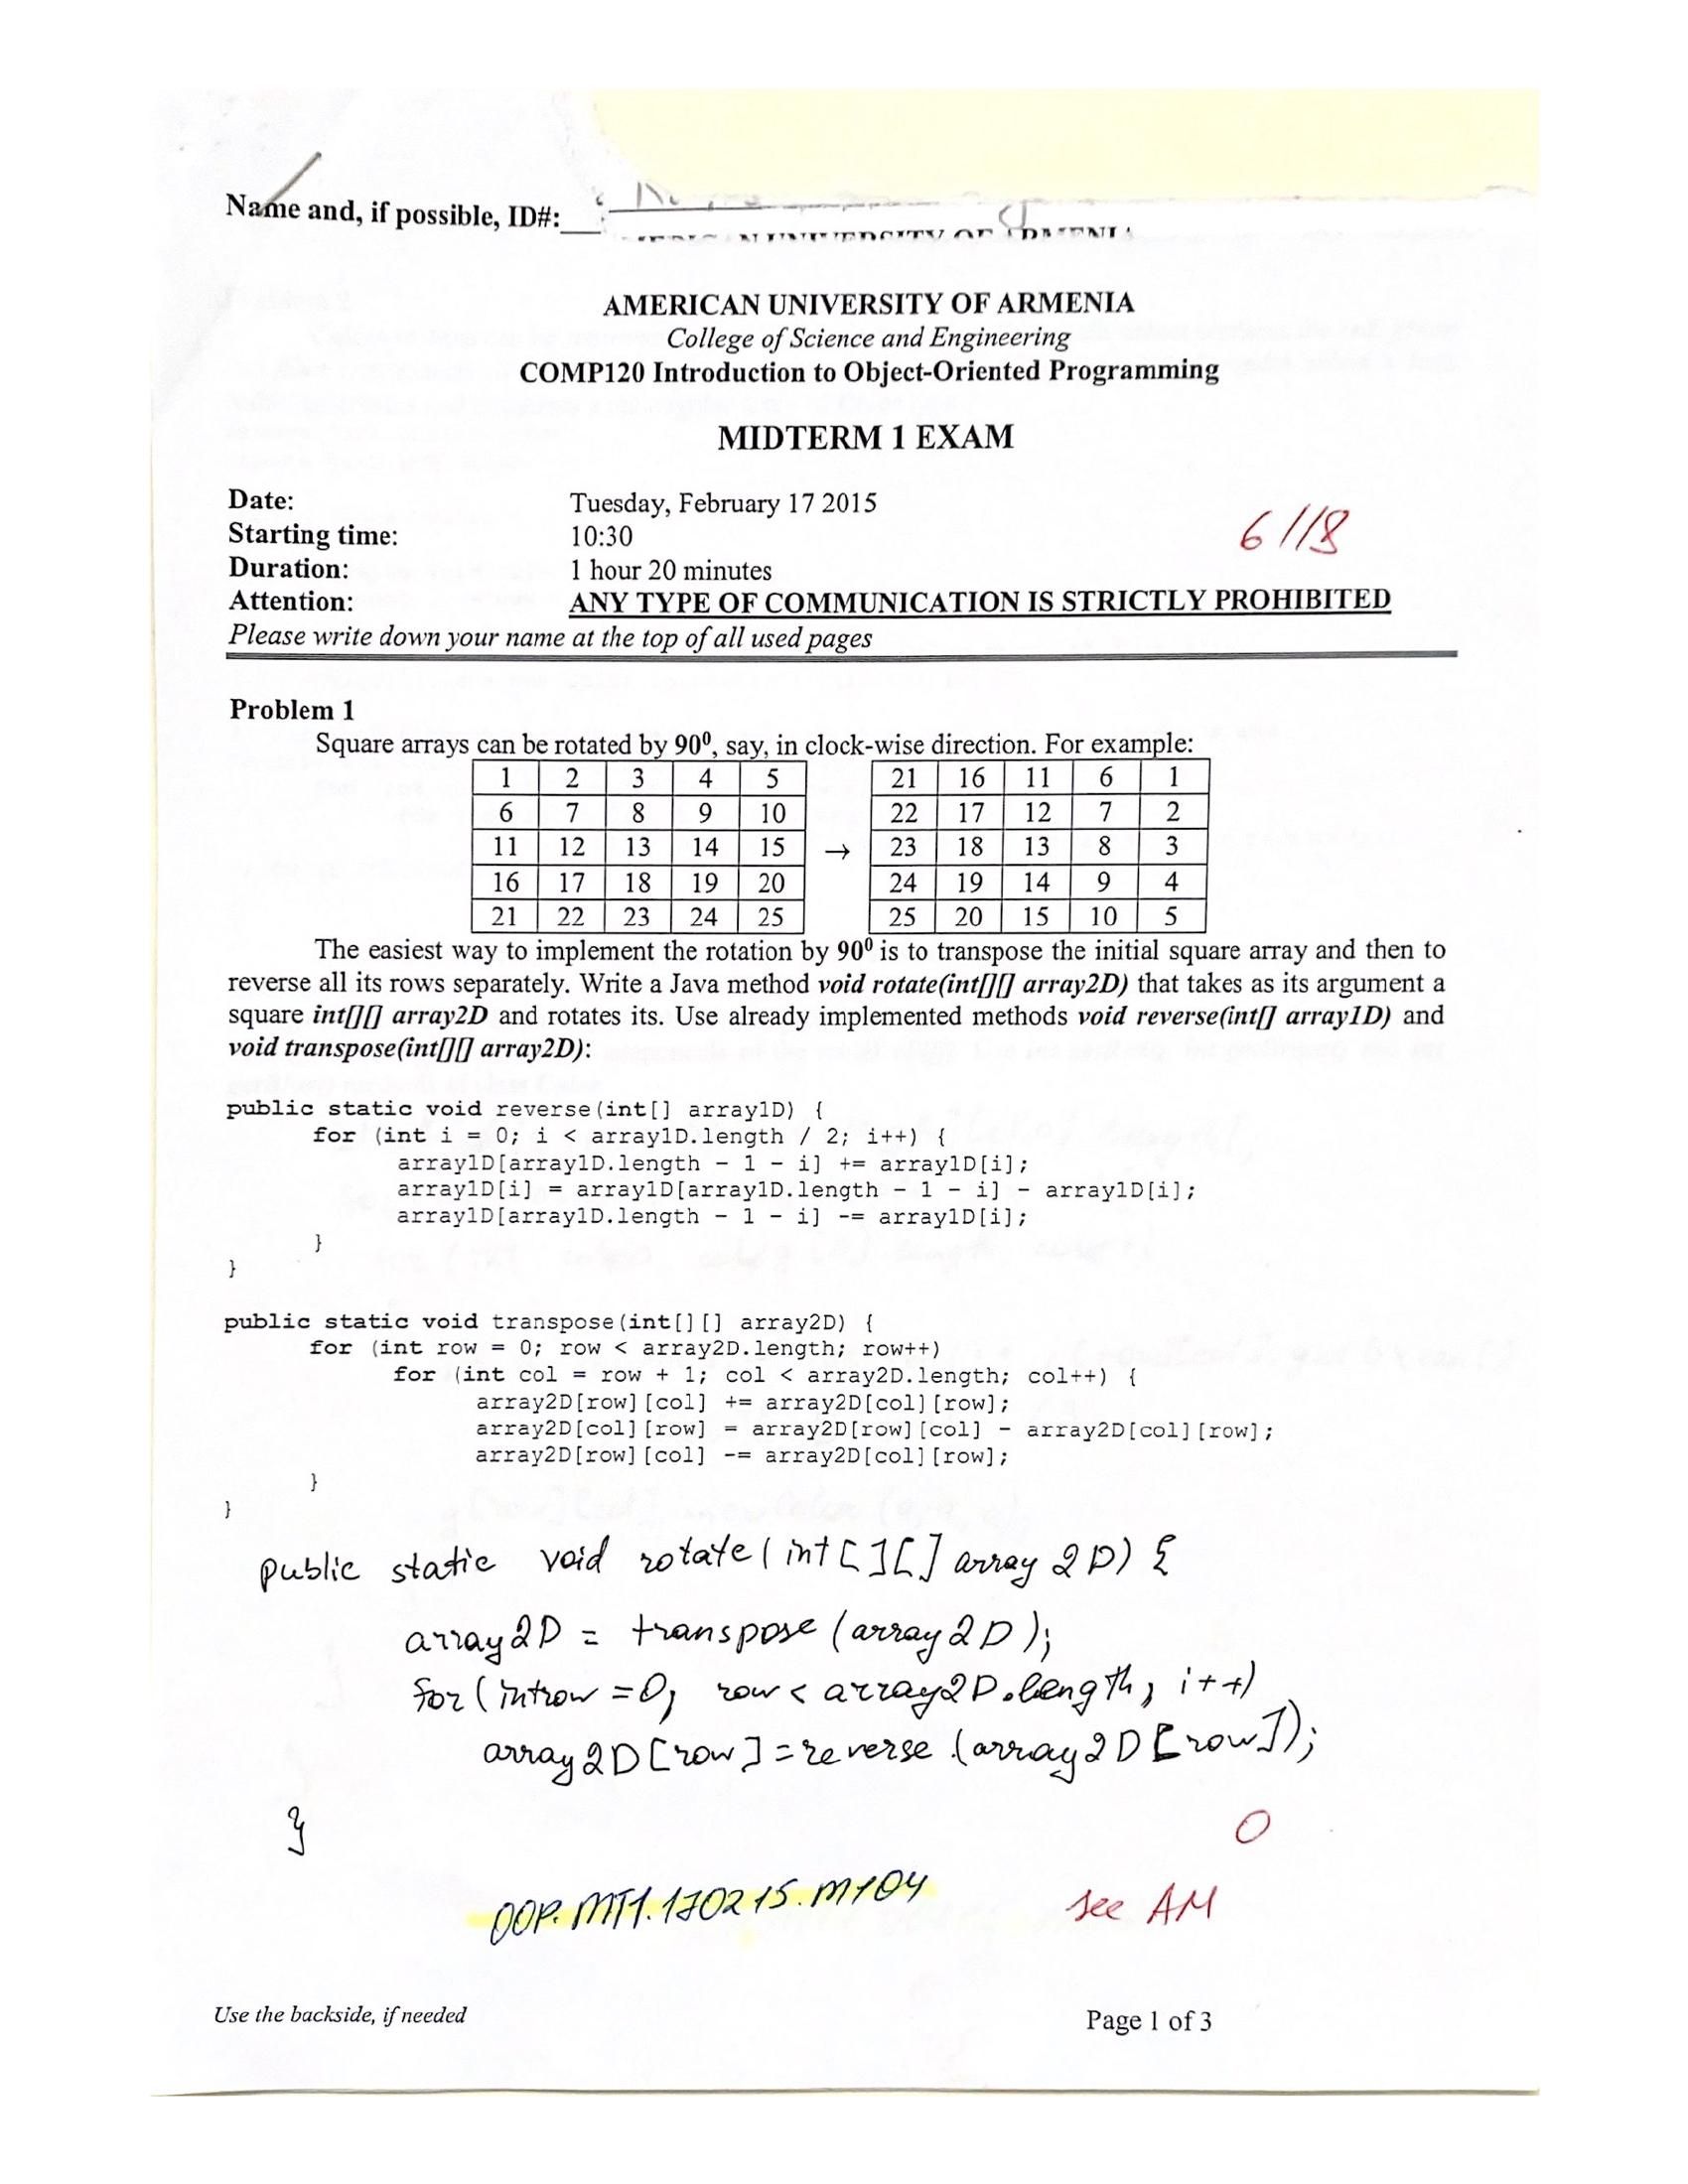 Name and, if possible, ID#:
AMERICAN UNIVERSITY OF ARMENIA
AMERICAN UNIVERSITY OF ARMENIA
College of Science and Engineering
COMP120 Introduction to Object-Oriented Programming
MIDTERM 1 EXAM
Date: Tuesday, February 17 2015
Starting time: 10:30
6/18
Duration: 1 hour 20 minutes
Attention: ANY TYPE OF COMMUNICATION IS STRICTLY PROHIBITED
Please write down your name at the top of all used pages
Problem 1
Square arrays can be rotated by 90⁰, say, in clock-wise direction. For example:
1 2 3 4 5 21 16 11 6 1
6 7 8 9 10 22 17 12 7 2
11 12 13 14 15 → 23 18 13 8 3
16 17 18 19 20 24 19 14 9 4
21 22 23 24 25 25 20 15 10 5
The easiest way to implement the rotation by 90⁰ is to transpose the initial square array and then to
reverse all its rows separately. Write a Java method void rotate(int[][] array2D) that takes as its argument a
square int[][] array2D and rotates its. Use already implemented methods void reverse(int[] array1D) and
void transpose(int[][] array2D):
public static void reverse(int[] array1D) {
for (int i = 0; i < array1D.length / 2; i++) {
array1D[array1D.length - 1 - i] += array1D[i];
array1D[i] = array1D[array1D.length - 1 - i] - array1D[i];
array1D[array1D.length - 1 - i] -= array1D[i];
}
}
public static void transpose(int[][] array2D) {
for (int row = 0; row < array2D.length; row++)
for (int col = row + 1; col < array2D.length; col++) {
array2D[row][col] += array2D[col][row];
array2D[col][row] = array2D[row][col] - array2D[col][row];
array2D[row][col] -= array2D[col][row];
}
}
public static void rotate(int[][] array2D) {
array2D = transpose(array2D);
for(introw=0; row < array2D.length; i++)
array2D[row]=reverse(array2D[row]);
}
0
OOP.MT1.170215.M104
see AM
Use the backside, if needed
Page 1 of 3